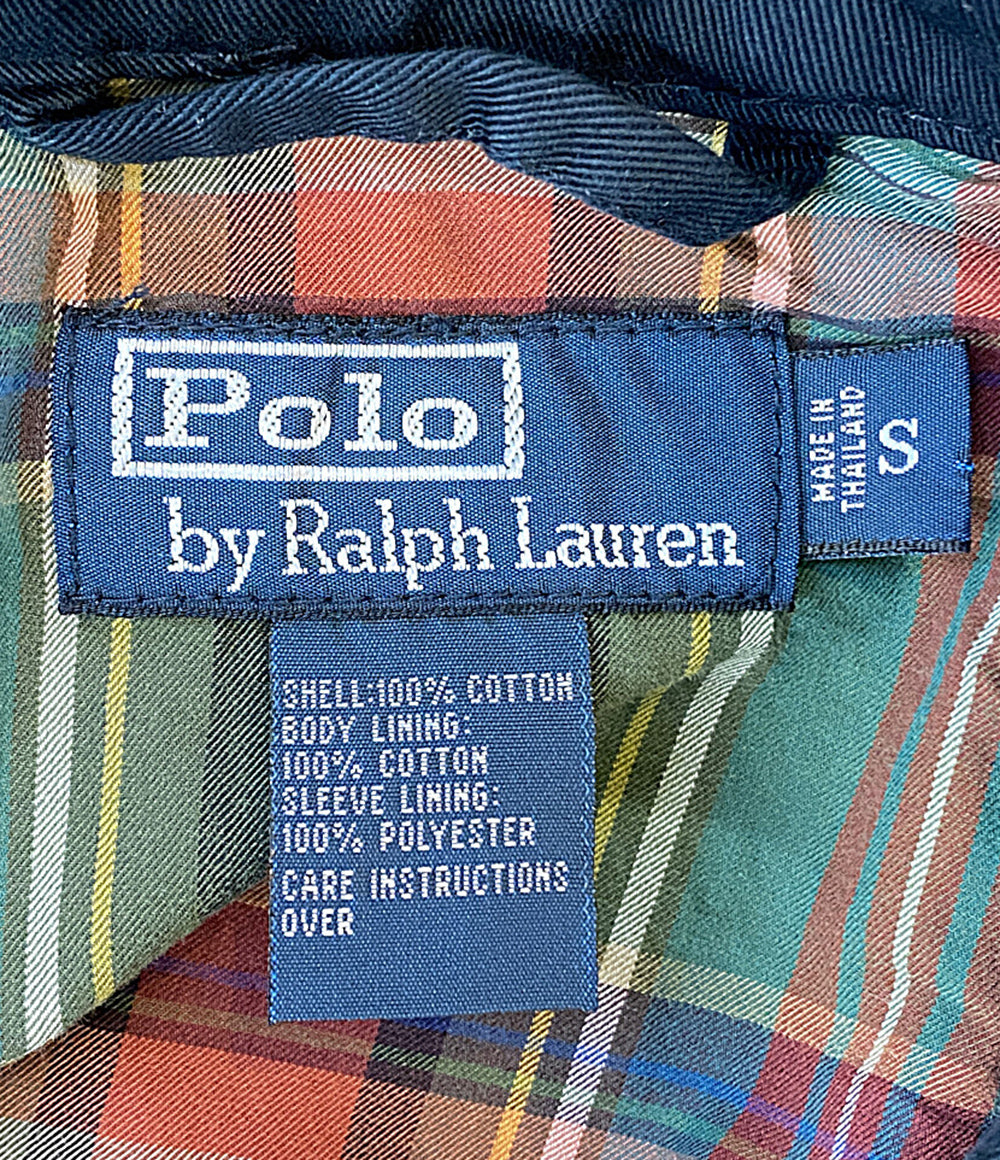 Polo
by Ralph Lauren
MADE IN
THAILAND
S
SHELL:100% COTTON
BODY LINING:
100% COTTON
SLEEVE LINING:
100% POLYESTER
CARE INSTRUCTIONS
OVER